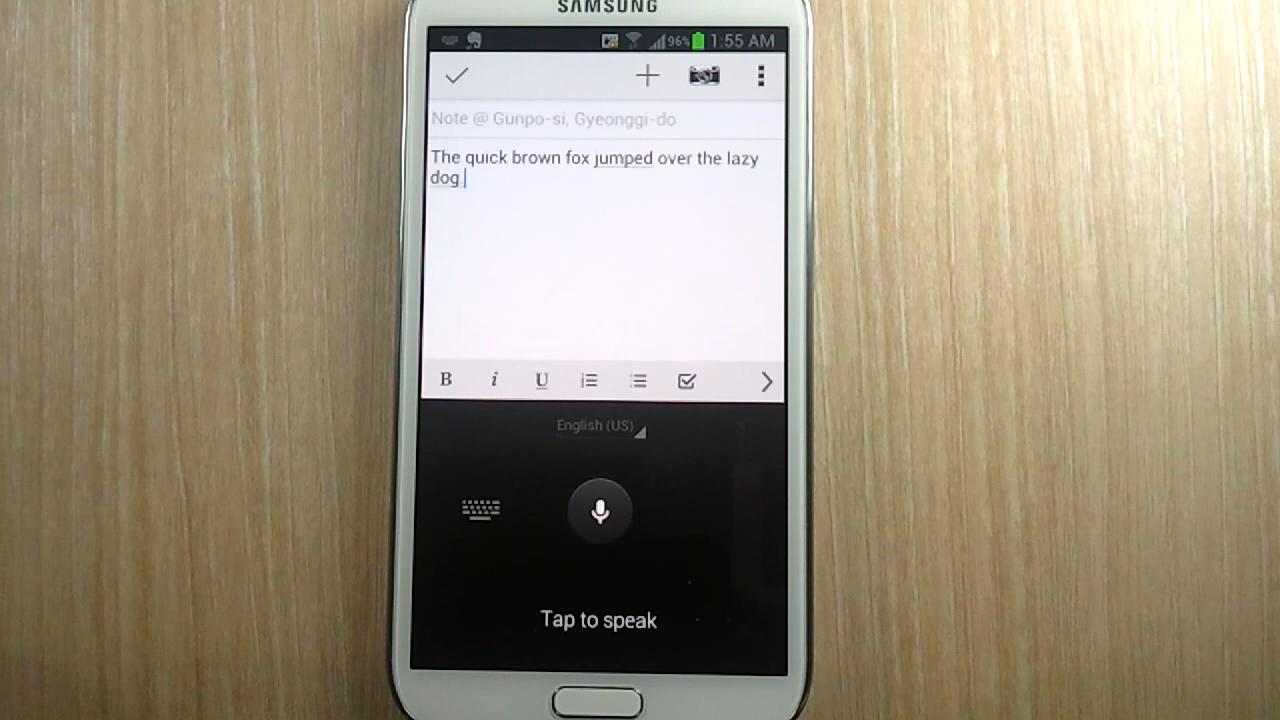 SAMSUNG
96% 1:55 AM
Note @ Gunpo-si, Gyeonggi-do
The quick brown fox jumped over the lazy
dog.
B i U
English (US)
Tap to speak